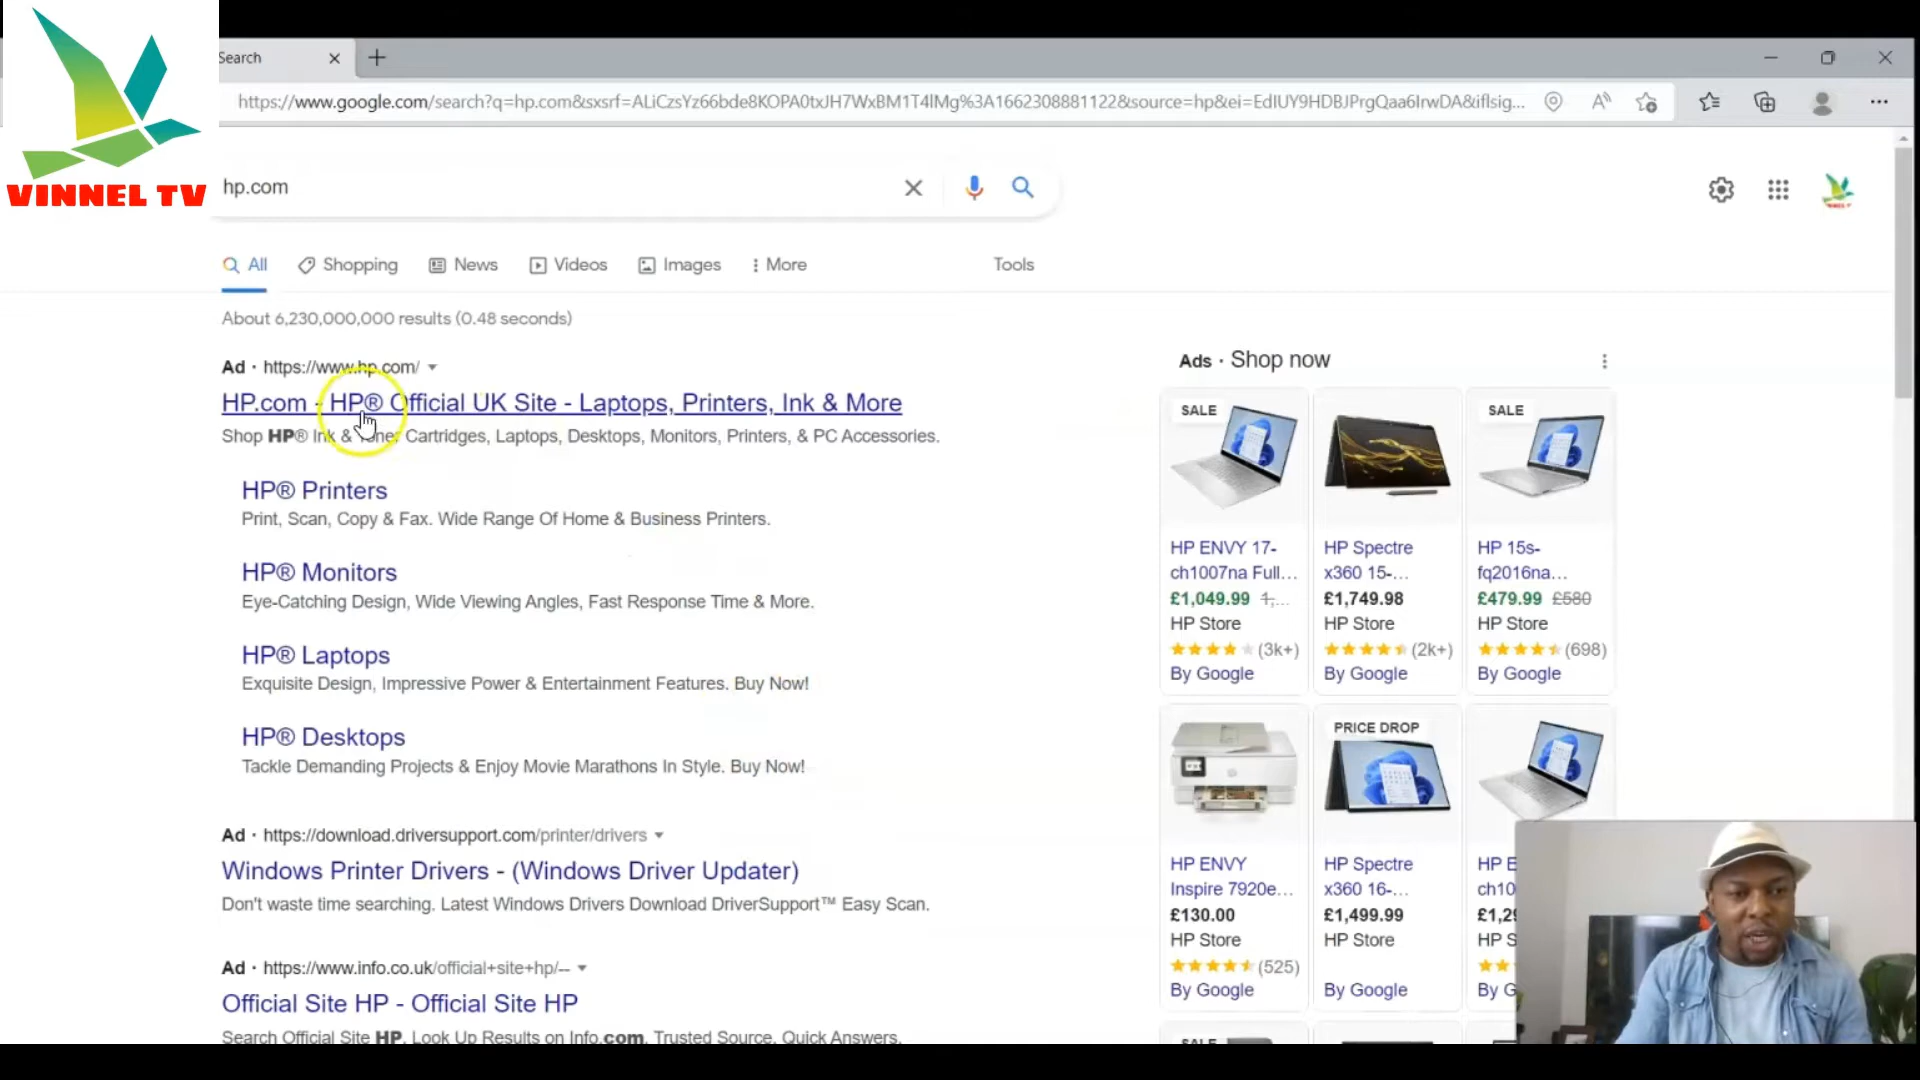 VINNEL TV
Search
https://www.google.com/search?q=hp.com&sxsrf=ALiCzsYz66bde8KOPA0txJH7WxBM1T4lMg%3A1662308881122&source=hp&ei=EdIUY9HDBJPrgQaa6IrwDA&iflsig...
hp.com
All
Shopping
News
Videos
Images
More
Tools
About 6,230,000,000 results (0.48 seconds)
Ad · https://www.hp.com/
HP.com - HP® Official UK Site - Laptops, Printers, Ink & More
Shop HP® Ink & Toner Cartridges, Laptops, Desktops, Monitors, Printers, & PC Accessories.
HP® Printers
Print, Scan, Copy & Fax. Wide Range Of Home & Business Printers.
HP® Monitors
Eye-Catching Design, Wide Viewing Angles, Fast Response Time & More.
HP® Laptops
Exquisite Design, Impressive Power & Entertainment Features. Buy Now!
HP® Desktops
Tackle Demanding Projects & Enjoy Movie Marathons In Style. Buy Now!
Ad · https://download.driversupport.com/printer/drivers
Windows Printer Drivers - (Windows Driver Updater)
Don't waste time searching. Latest Windows Drivers Download DriverSupport™ Easy Scan.
Ad · https://www.info.co.uk/official+site+hp/--
Official Site HP - Official Site HP
Search Official Site HP. Look Up Results on Info.com. Trusted Source. Quick Answers.
Ads · Shop now
SALE
HP ENVY 17-
ch1007na Full...
£1,049.99 1,...
HP Store
(3k+)
By Google
HP Spectre
x360 15-...
£1,749.98
HP Store
(2k+)
By Google
SALE
HP 15s-
fq2016na...
£479.99 £580
HP Store
(698)
By Google
HP ENVY
Inspire 7920e...
£130.00
HP Store
(525)
By Google
PRICE DROP
HP Spectre
x360 16-...
£1,499.99
HP Store
By Google
HP E
ch10
£1,29
HP S
By G
SALE